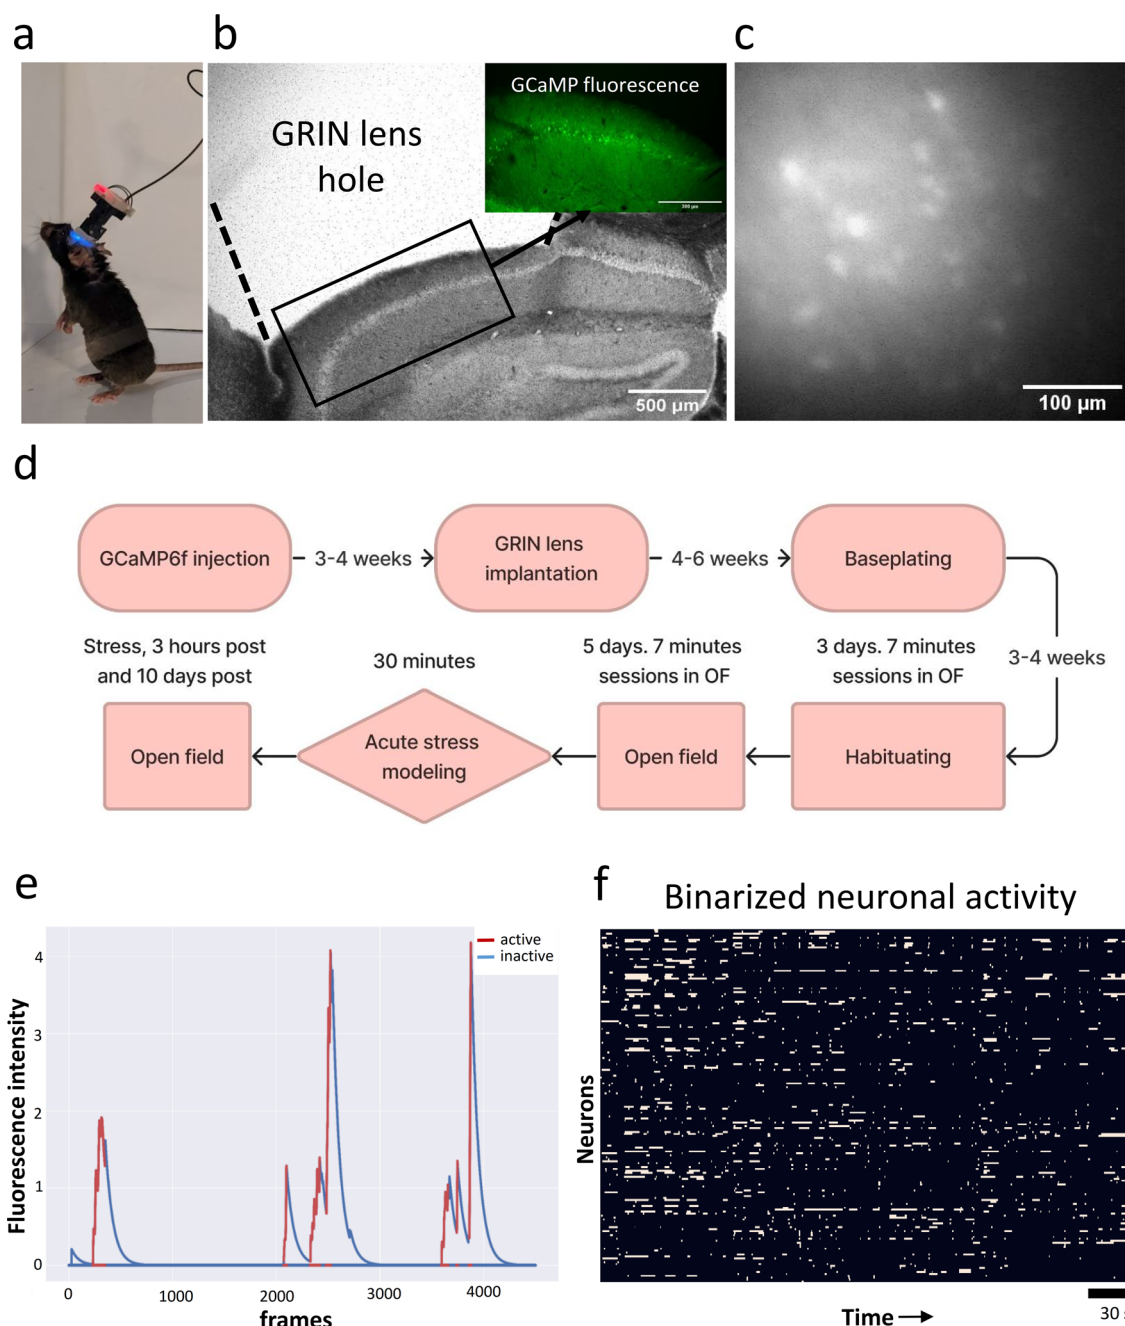 a
b
c
GRIN lens
hole
GCaMP fluorescence
300 µm
500 µm
100 µm
d
GCaMP6f injection
3-4 weeks
GRIN lens
implantation
4-6 weeks
Baseplating
3-4 weeks
Stress, 3 hours post
and 10 days post
30 minutes
5 days. 7 minutes
sessions in OF
3 days. 7 minutes
sessions in OF
Open field
Acute stress
modeling
Open field
Habituating
e
active
inactive
Fluorescence intensity
4
3
2
1
0
0
1000
2000
3000
4000
frames
f
Binarized neuronal activity
Neurons
Time
30 s